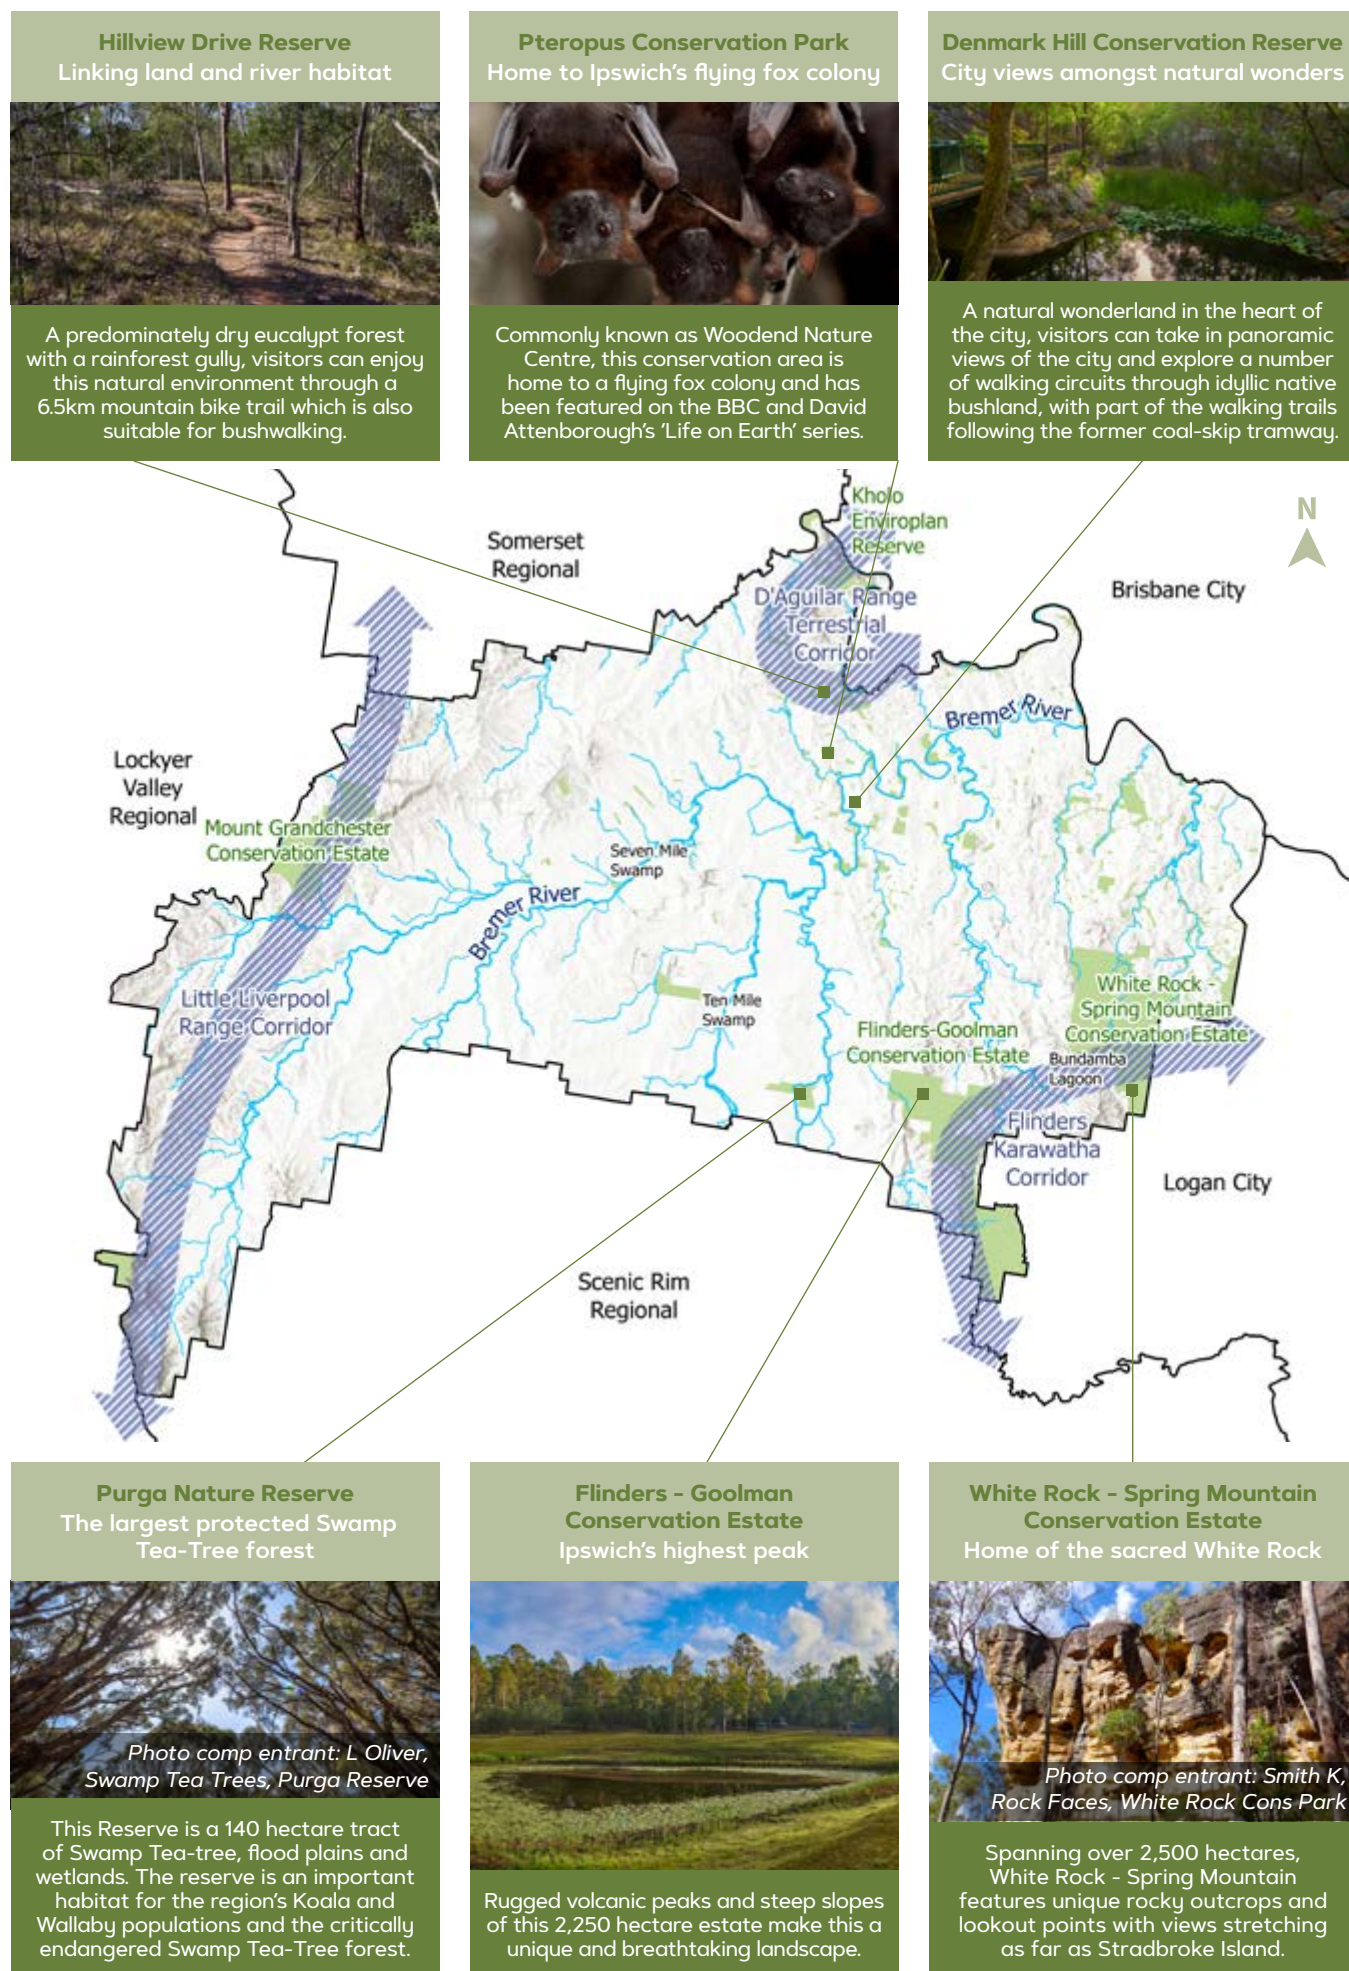 Hillview Drive Reserve
Linking land and river habitat
A predominately dry eucalypt forest
with a rainforest gully, visitors can enjoy
this natural environment through a
6.5km mountain bike trail which is also
suitable for bushwalking.
Pteropus Conservation Park
Home to Ipswich's flying fox colony
Commonly known as Woodend Nature
Centre, this conservation area is
home to a flying fox colony and has
been featured on the BBC and David
Attenborough's 'Life on Earth' series.
Denmark Hill Conservation Reserve
City views amongst natural wonders
A natural wonderland in the heart of
the city, visitors can take in panoramic
views of the city and explore a number
of walking circuits through idyllic native
bushland, with part of the walking trails
following the former coal-skip tramway.
Kholo
Enviroplan
Reserve
N
Somerset
Regional
Brisbane City
D'Aguilar Range
Terrestrial
Corridor
Bremer River
Lockyer
Valley
Regional
Mount Grandchester
Conservation Estate
Seven Mile
Swamp
Bremer River
Little Liverpool
Range Corridor
Ten Mile
Swamp
White Rock -
Spring Mountain
Conservation Estate
Flinders-Goolman
Conservation Estate
Bundamba
Lagoon
Flinders
Karawatha
Corridor
Logan City
Scenic Rim
Regional
Purga Nature Reserve
The largest protected Swamp
Tea-Tree forest
Photo comp entrant: L Oliver,
Swamp Tea Trees, Purga Reserve
This Reserve is a 140 hectare tract
of Swamp Tea-tree, flood plains and
wetlands. The reserve is an important
habitat for the region's Koala and
Wallaby populations and the critically
endangered Swamp Tea-Tree forest.
Flinders - Goolman
Conservation Estate
Ipswich's highest peak
Rugged volcanic peaks and steep slopes
of this 2,250 hectare estate make this a
unique and breathtaking landscape.
White Rock - Spring Mountain
Conservation Estate
Home of the sacred White Rock
Photo comp entrant: Smith K,
Rock Faces, White Rock Cons Park
Spanning over 2,500 hectares,
White Rock - Spring Mountain
features unique rocky outcrops and
lookout points with views stretching
as far as Stradbroke Island.